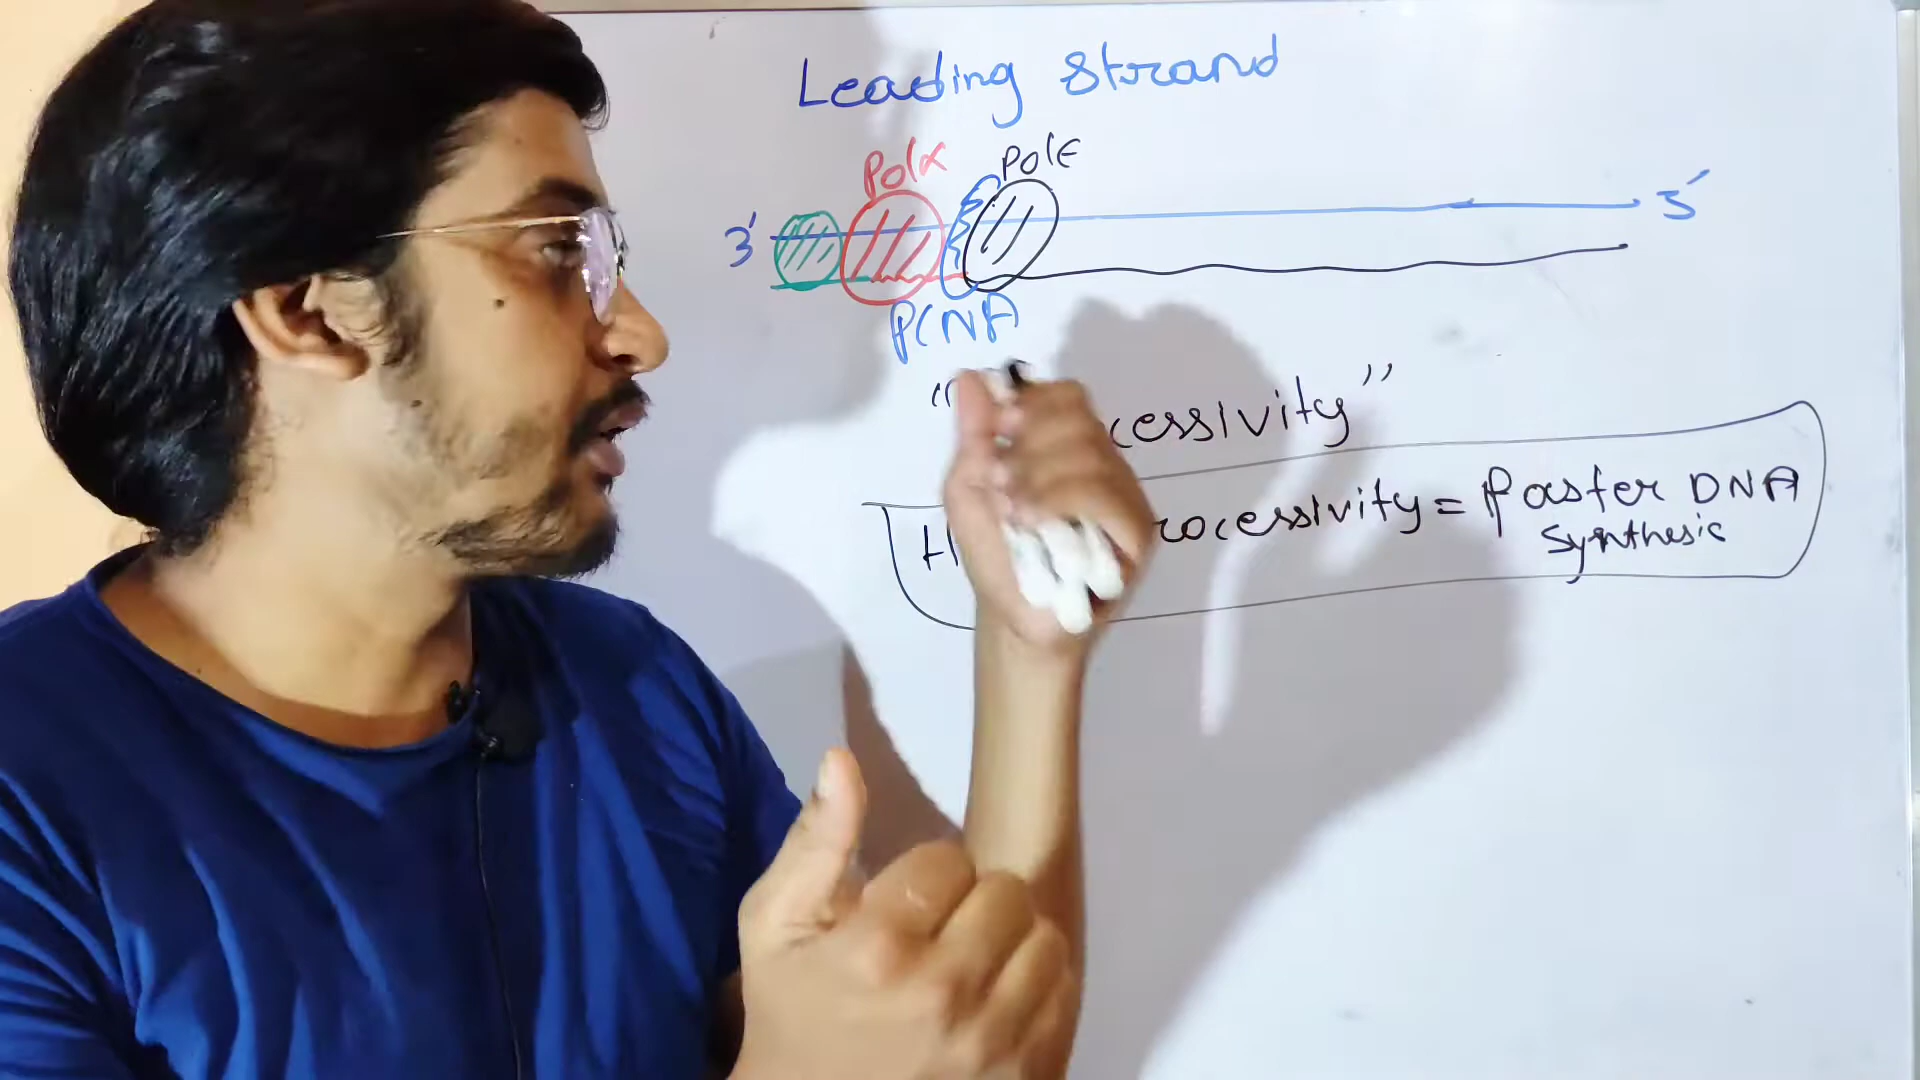 Leading Strand
Polα Polε
3' 5'
PCNA
"cessivity"
H rocessivity = Faster DNA
Synthesis